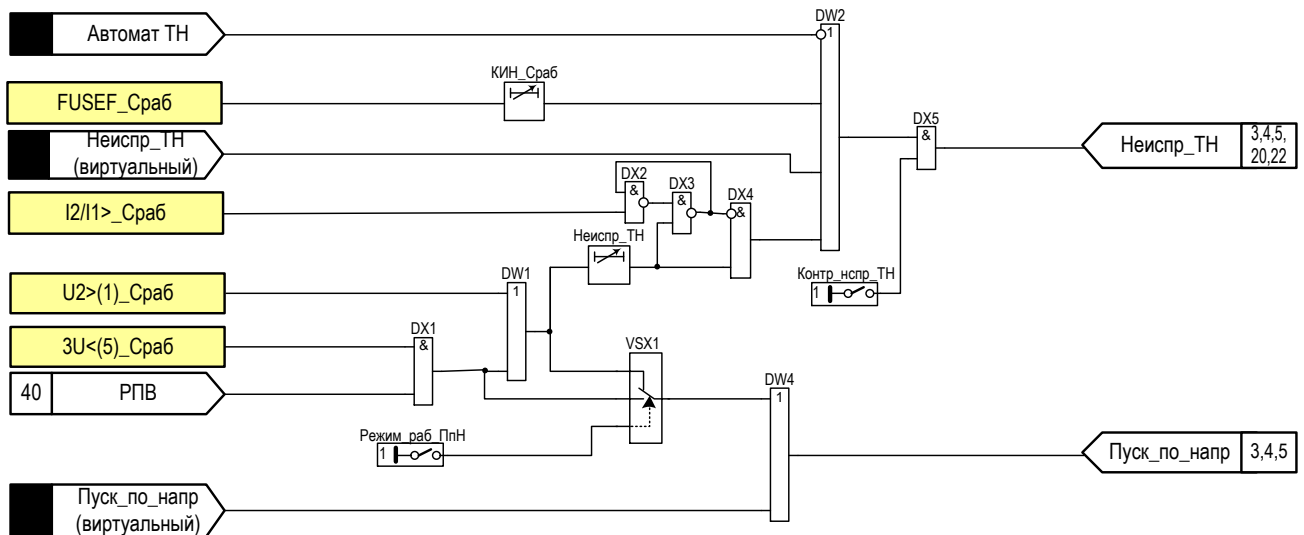 DW2
Автомат ТН
1
КИН_Сраб
FUSEF_Сраб
DX5
&
Неиспр_ТН
(виртуальный)
Неиспр_ТН
3,4,5,
20,22
DX2
&
DX3
&
DX4
&
I2/I1>_Сраб
Неиспр_ТН
DW1
1
Контр_нспр_ТН
1
U2>(1)_Сраб
DX1
&
3U<(5)_Сраб
VSX1
40
РПВ
DW4
1
Режим_раб_ПпН
1
Пуск_по_напр
3,4,5
Пуск_по_напр
(виртуальный)